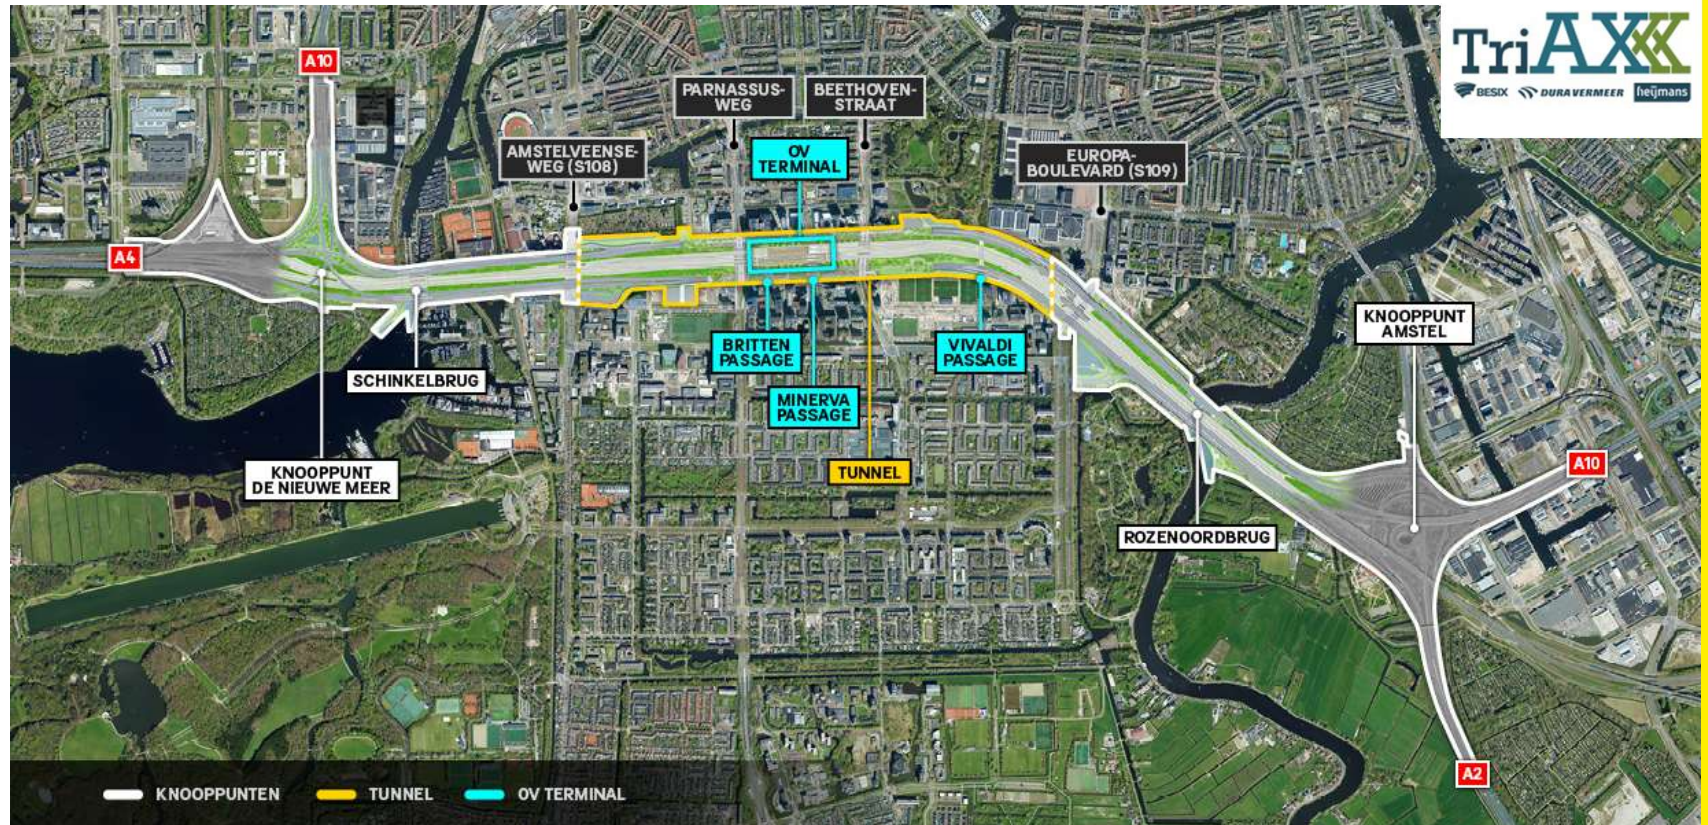 TriAX
BESIX DURAVERMEER heijmans
A10
PARNASSUS-
WEG
BEETHOVEN-
STRAAT
AMSTELVEENSE-
WEG (S108)
OV
TERMINAL
EUROPA-
BOULEVARD (S109)
A4
KNOOPPUNT
AMSTEL
BRITTEN
PASSAGE
VIVALDI
PASSAGE
SCHINKELBRUG
MINERVA
PASSAGE
KNOOPPUNT
DE NIEUWE MEER
TUNNEL
A10
ROZENOORDBRUG
A2
KNOOPPUNTEN
TUNNEL
OV TERMINAL